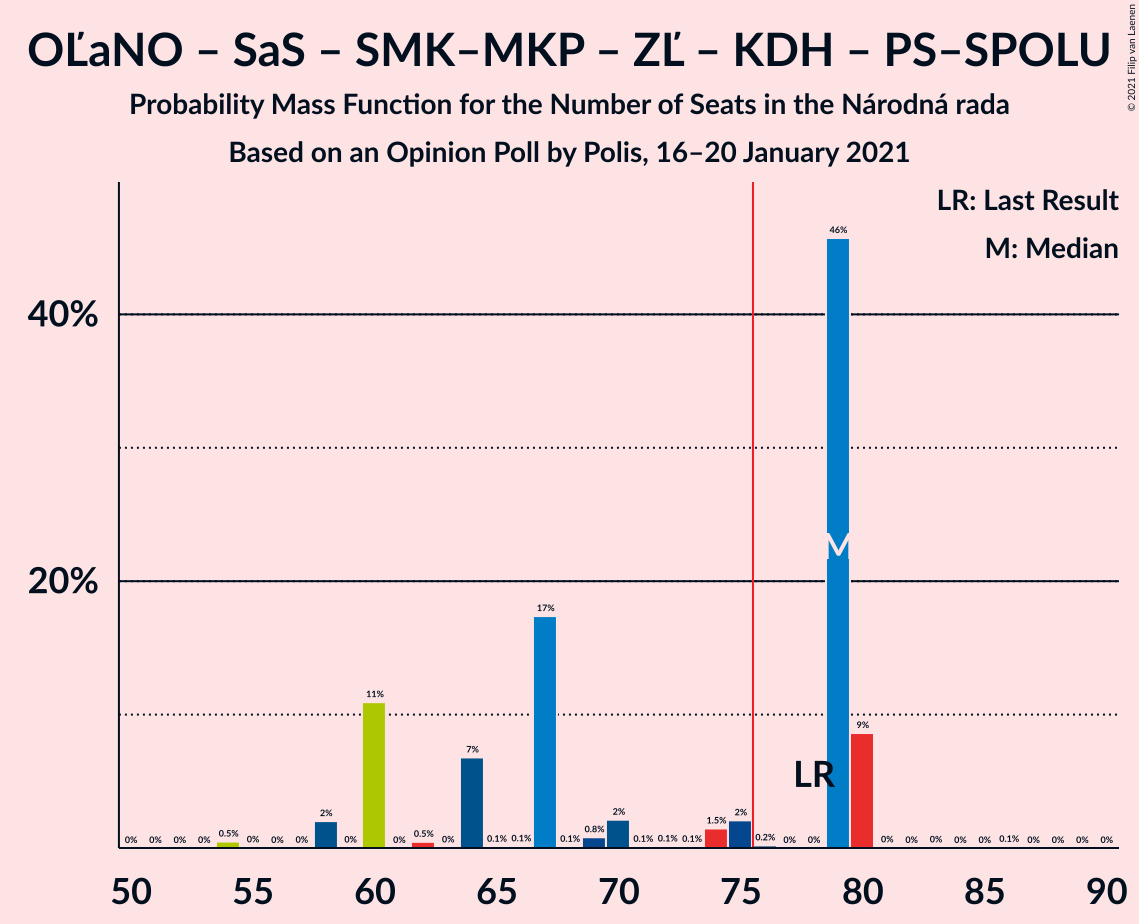 OĽaNO – SaS – SMK–MKP – ZĽ – KDH – PS–SPOLU
Probability Mass Function for the Number of Seats in the Národná rada
Based on an Opinion Poll by Polis, 16–20 January 2021
© 2021 Filip van Laenen
LR: Last Result
M: Median
40%
20%
0% 0% 0% 0% 0.5% 0% 0% 0% 2% 0% 11% 0% 0.5% 0% 7% 0.1% 0.1% 17% 0.1% 0.8% 2% 0.1% 0.1% 0.1% 1.5% 2% 0.2% 0% 0% 46% 9% 0% 0% 0% 0% 0% 0.1% 0% 0% 0% 0%
M
LR
50 55 60 65 70 75 80 85 90